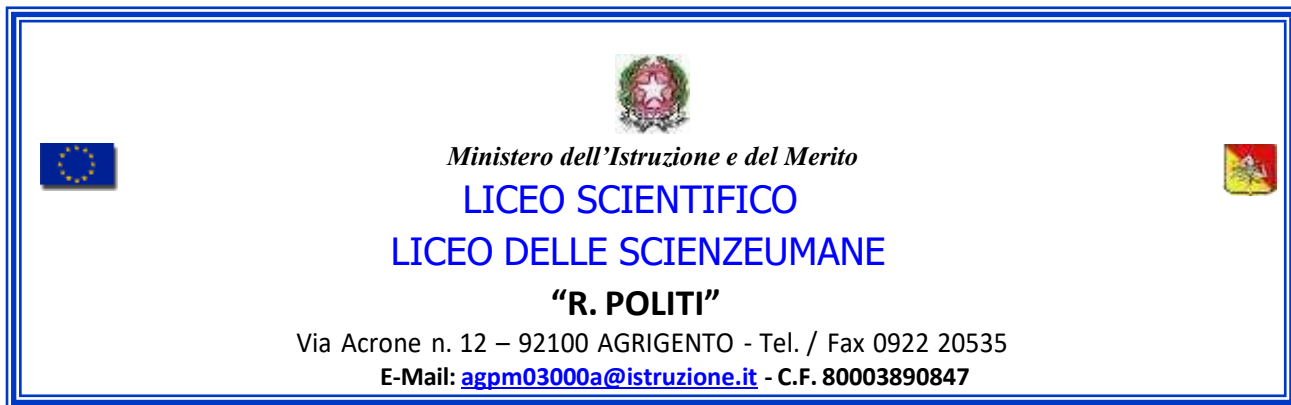 Ministero dell’Istruzione e del Merito
LICEO SCIENTIFICO
LICEO DELLE SCIENZEUMANE
“R. POLITI”
Via Acrone n. 12 – 92100 AGRIGENTO - Tel. / Fax 0922 20535
E-Mail: agpm03000a@istruzione.it - C.F. 80003890847